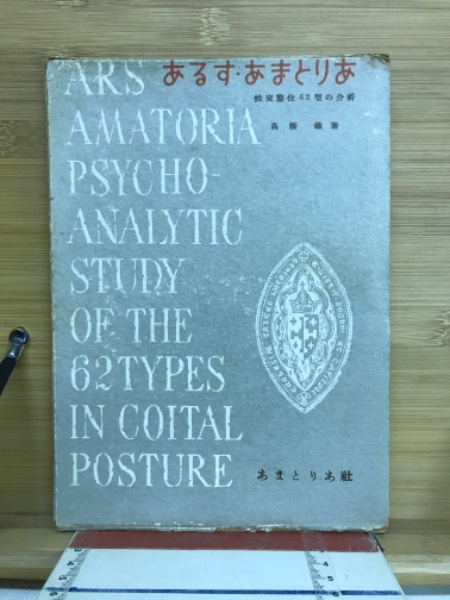 あるす・あまとりあ
性交態位62型の分析
高橋 鐵 著
ARS
AMATORIA
PSYCHO-
ANALYTIC
STUDY
OF THE
62 TYPES
IN COITAL
POSTURE
あまとりあ社